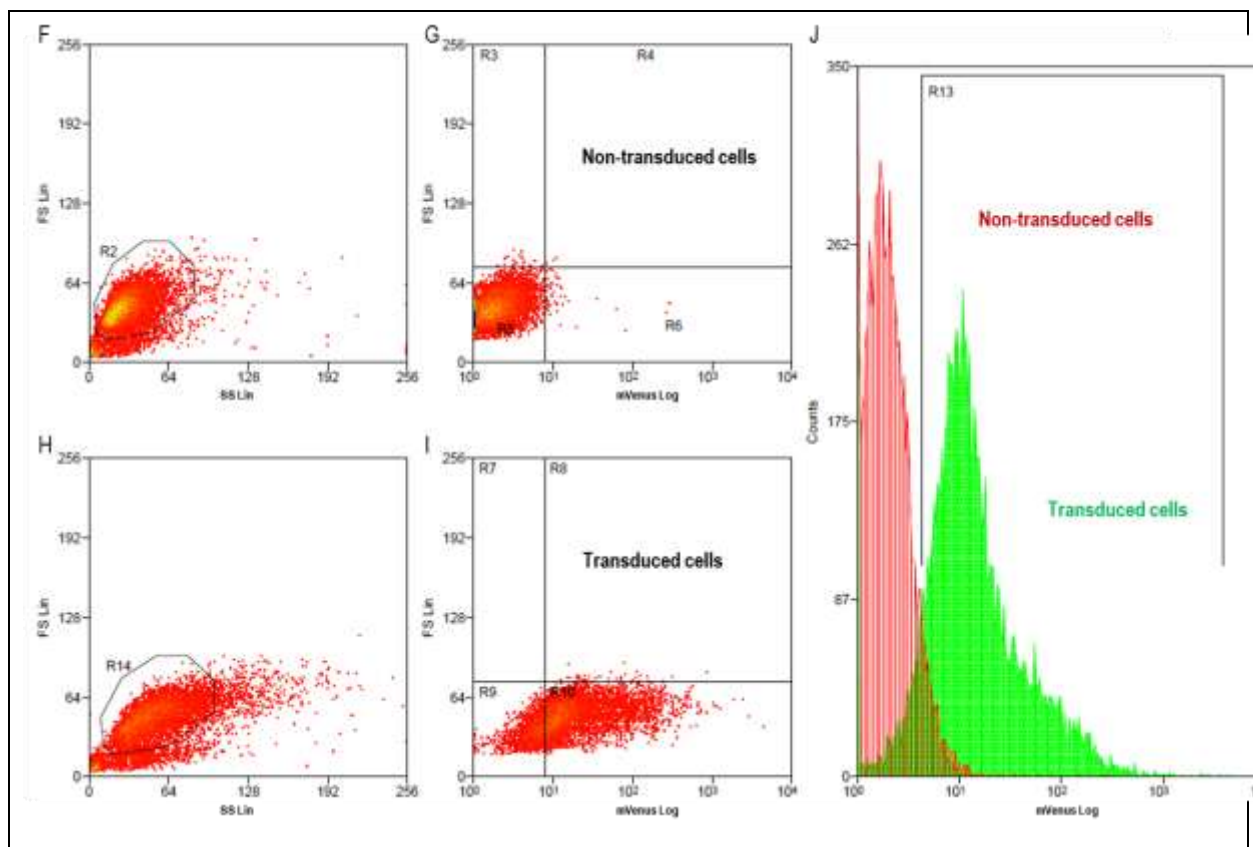 F
256
192
128
64
0
FS Lin
R2
0 64 128 192 256
SS Lin
G
256
192
128
64
0
FS Lin
R3
R4
Non-transduced cells
R6
10⁰ 10¹ 10² 10³ 10⁴
mVenus Log
H
256
192
128
64
0
FS Lin
R14
0 64 128 192 256
SS Lin
I
256
192
128
64
0
FS Lin
R7
R8
Transduced cells
R9
R10
10⁰ 10¹ 10² 10³ 10⁴
mVenus Log
J
350
262
175
87
0
Counts
R13
Non-transduced cells
Transduced cells
10⁰ 10¹ 10² 10³
mVenus Log